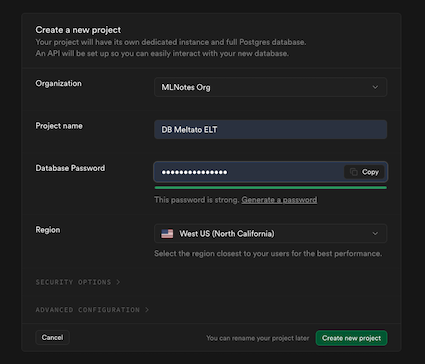 Create a new project
Your project will have its own dedicated instance and full Postgres database.
An API will be set up so you can easily interact with your new database.
Organization
MLNotes Org
Project name
DB Meltato ELT
Database Password
•••••••••••••••
Copy
This password is strong. Generate a password
Region
West US (North California)
Select the region closest to your users for the best performance.
SECURITY OPTIONS >
ADVANCED CONFIGURATION >
Cancel
You can rename your project later
Create new project